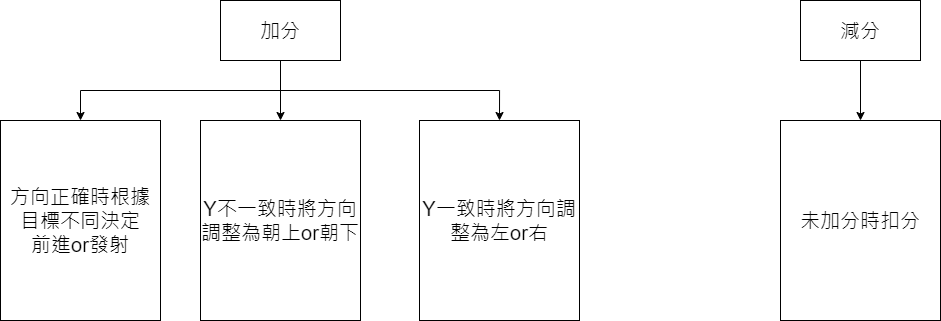 加分
減分
方向正確時根據
目標不同決定
前進or發射
Y不一致時將方向
調整為朝上or朝下
Y一致時將方向調
整為左or右
未加分時扣分